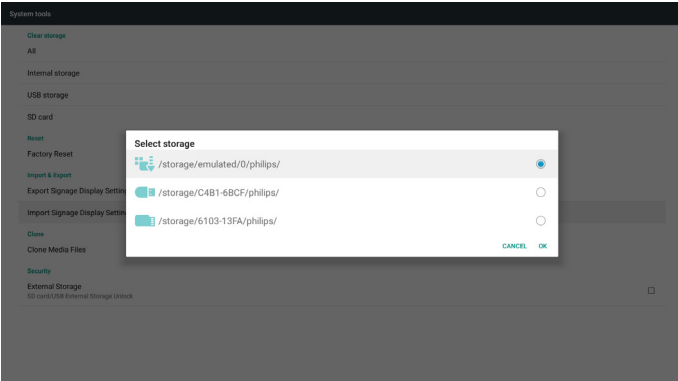 System tools
Clear storage
All
Internal storage
USB storage
SD card
Reset
Factory Reset
Import & Export
Export Signage Display Settin
Import Signage Display Settin
Clone
Clone Media Files
Security
External Storage
SD card/USB External Storage Unlock
Select storage
/storage/emulated/0/philips/
/storage/C4B1-6BCF/philips/
/storage/6103-13FA/philips/
CANCEL OK